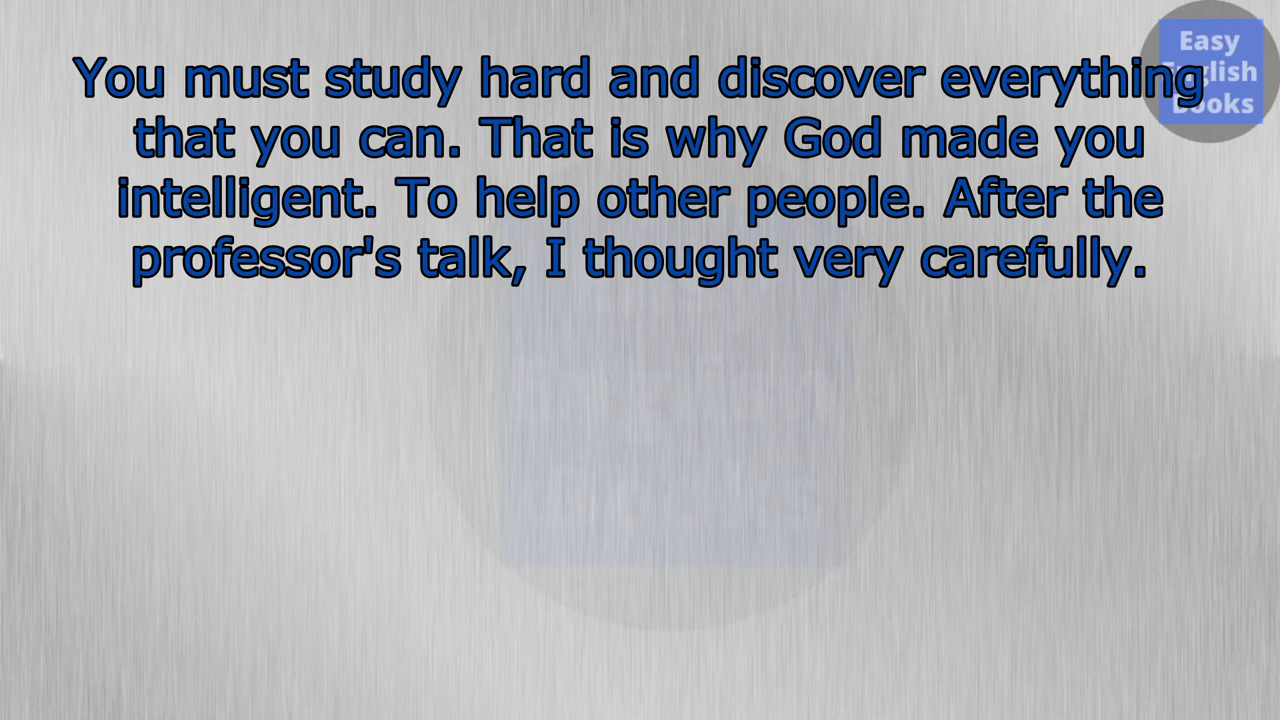 You must study hard and discover everything
that you can. That is why God made you
intelligent. To help other people. After the
professor's talk, I thought very carefully.
Easy
English
Books